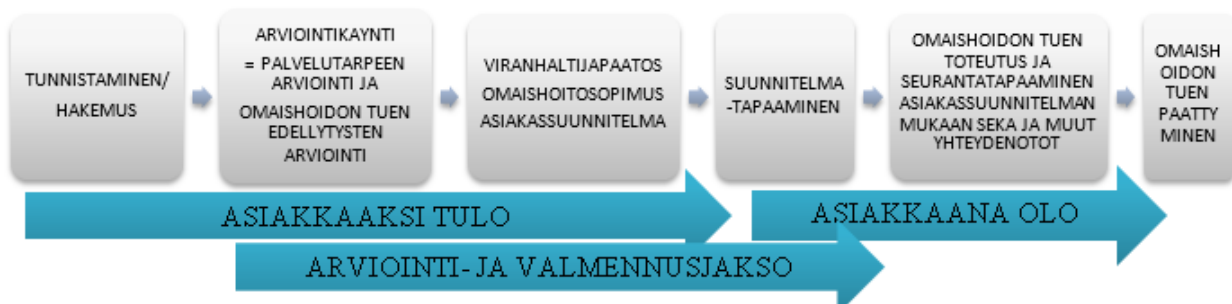 TUNNISTAMINEN/
HAKEMUS
ARVIOINTIKAYNTI
= PALVELUTARPEEN
ARVIOINTI JA
OMAISHOIDON TUEN
EDELLYTYSTEN
ARVIOINTI
VIRANHALTIJAPAATOS
OMAISHOITOSOPIMUS
ASIAKASSUUNNITELMA
SUUNNITELMA
-TAPAAMINEN
OMAISHOIDON TUEN
TOTEUTUS JA
SEURANTATAPAAMINEN
ASIAKASSUUNNITELMAN
MUKAAN SEKA JA MUUT
YHTEYDENOTOT
OMAISH
OIDON
TUEN
PAATTY
MINEN
ASIAKKAAKSI TULO
ASIAKKAANA OLO
ARVIOINTI- JA VALMENNUSJAKSO